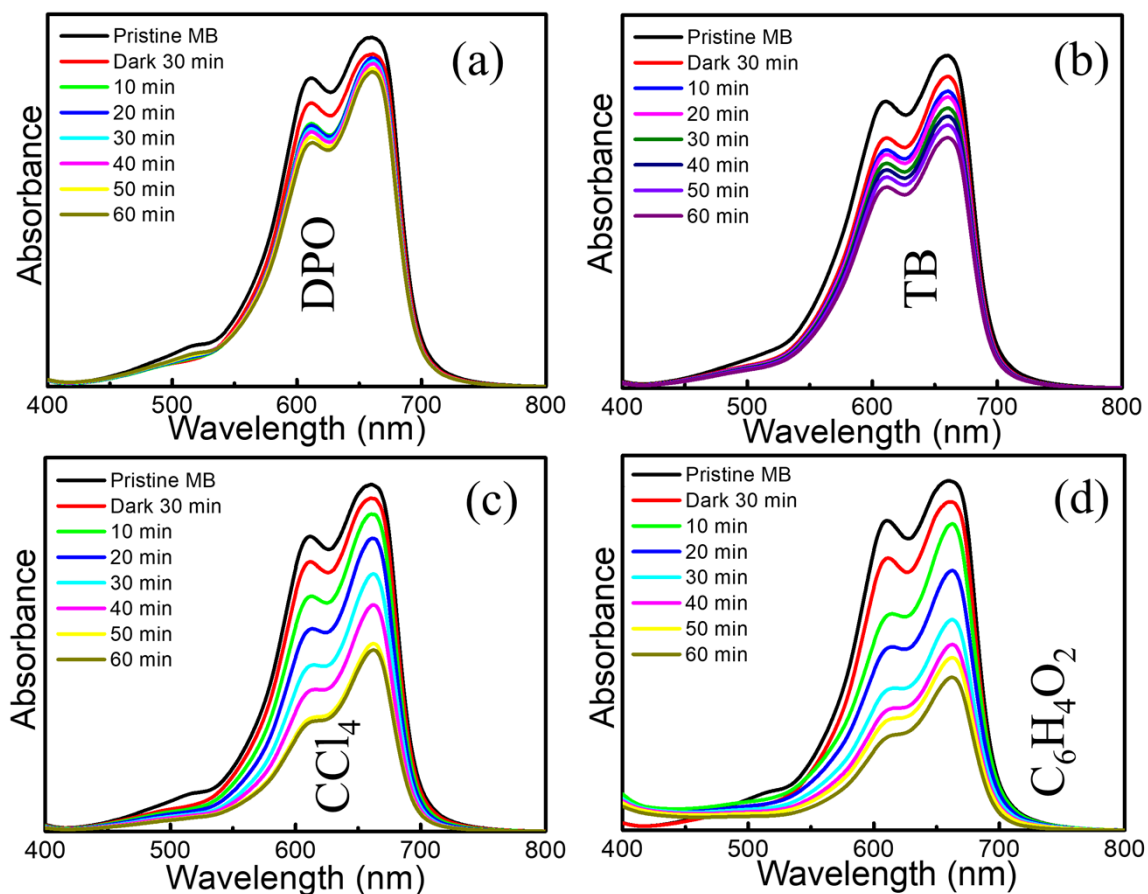 Pristine MB
Dark 30 min
10 min
20 min
30 min
40 min
50 min
60 min
(a)
DPO
Absorbance
400 500 600 700 800
Wavelength (nm)
Pristine MB
Dark 30 min
10 min
20 min
30 min
40 min
50 min
60 min
(b)
TB
Absorbance
400 500 600 700 800
Wavelength (nm)
Pristine MB
Dark 30 min
10 min
20 min
30 min
40 min
50 min
60 min
(c)
CCl₄
Absorbance
400 500 600 700 800
Wavelength (nm)
Pristine MB
Dark 30 min
10 min
20 min
30 min
40 min
50 min
60 min
(d)
C₆H₄O₂
Absorbance
400 500 600 700 800
Wavelength (nm)